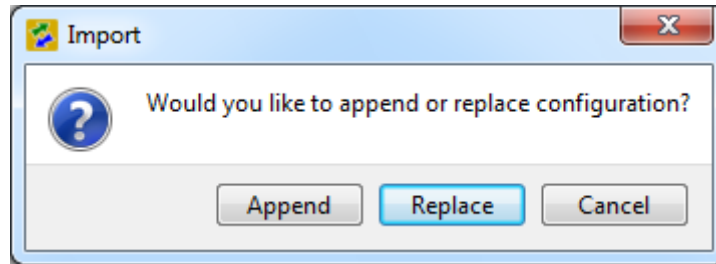 Import
Would you like to append or replace configuration?
Append Replace Cancel